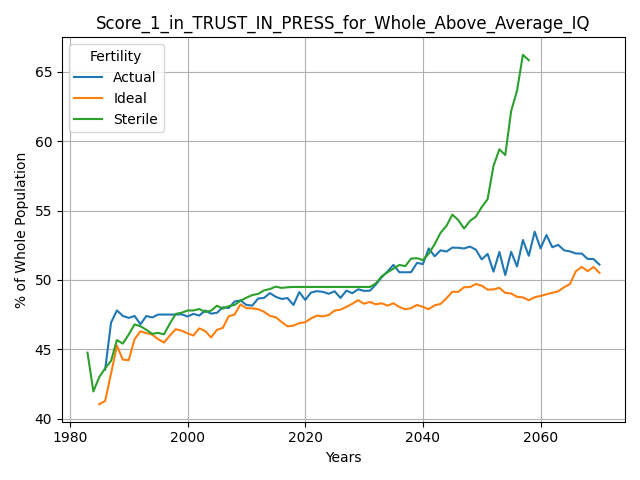 Score_1_in_TRUST_IN_PRESS_for_Whole_Above_Average_IQ
Fertility
Actual
Ideal
Sterile
% of Whole Population
65
60
55
50
45
40
1980
2000
2020
2040
2060
Years